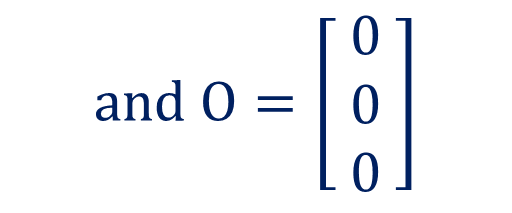 and O = [0
0
0]